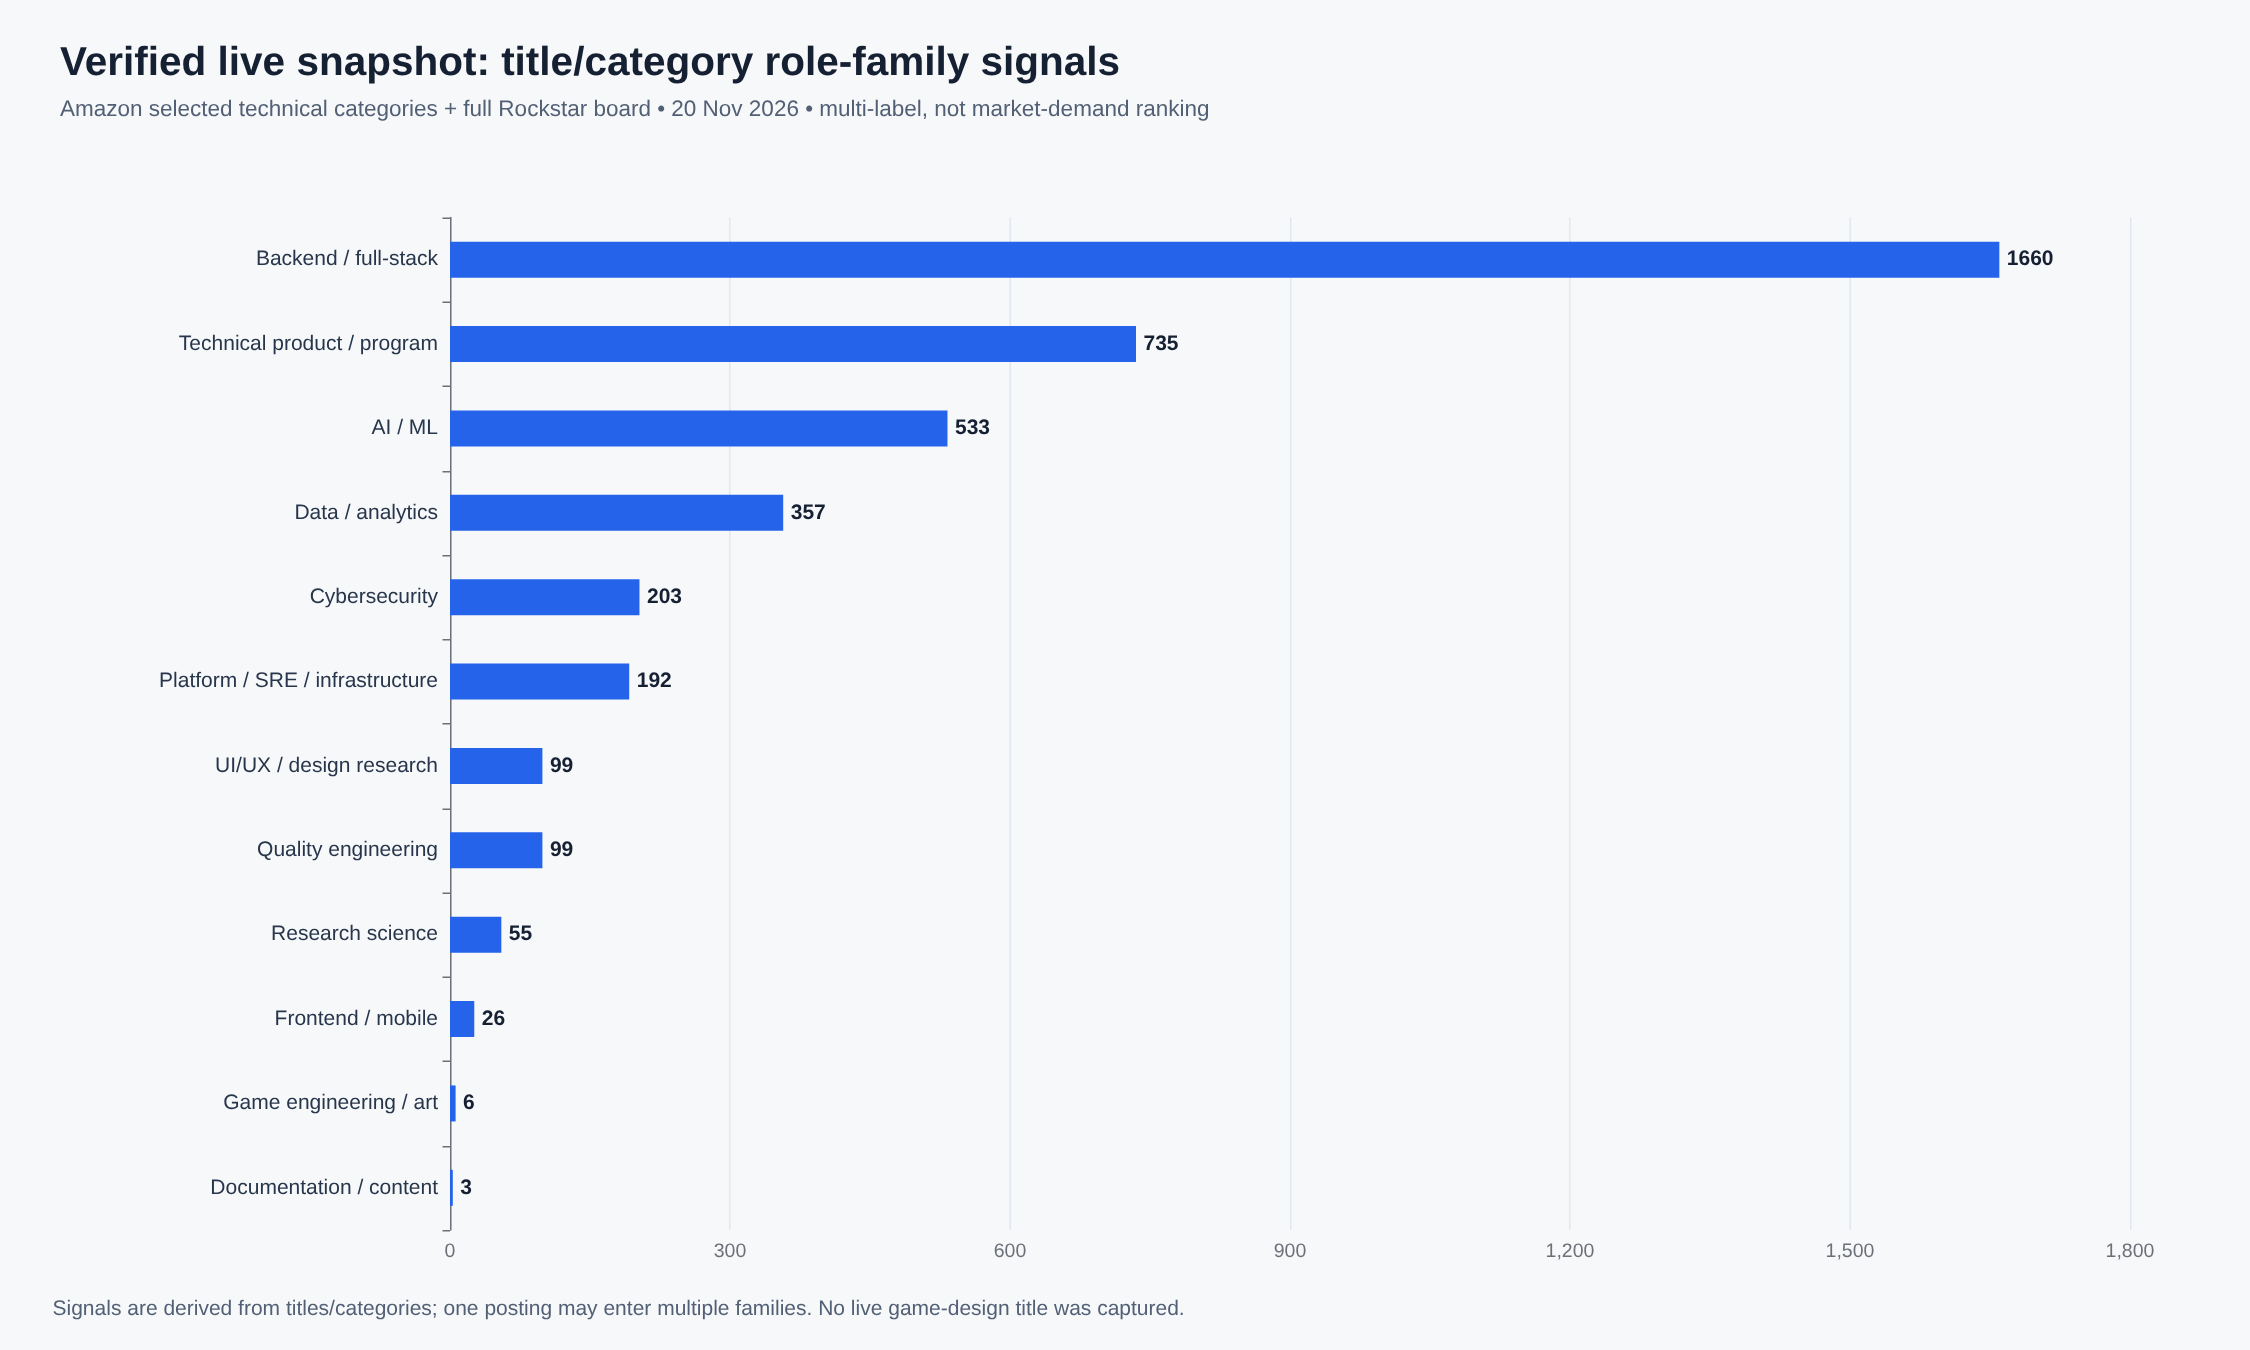 Verified live snapshot: title/category role-family signals
Amazon selected technical categories + full Rockstar board • 20 Nov 2026 • multi-label, not market-demand ranking
Backend / full-stack 1660
Technical product / program 735
AI / ML 533
Data / analytics 357
Cybersecurity 203
Platform / SRE / infrastructure 192
UI/UX / design research 99
Quality engineering 99
Research science 55
Frontend / mobile 26
Game engineering / art 6
Documentation / content 3
0 300 600 900 1,200 1,500 1,800
Signals are derived from titles/categories; one posting may enter multiple families. No live game-design title was captured.